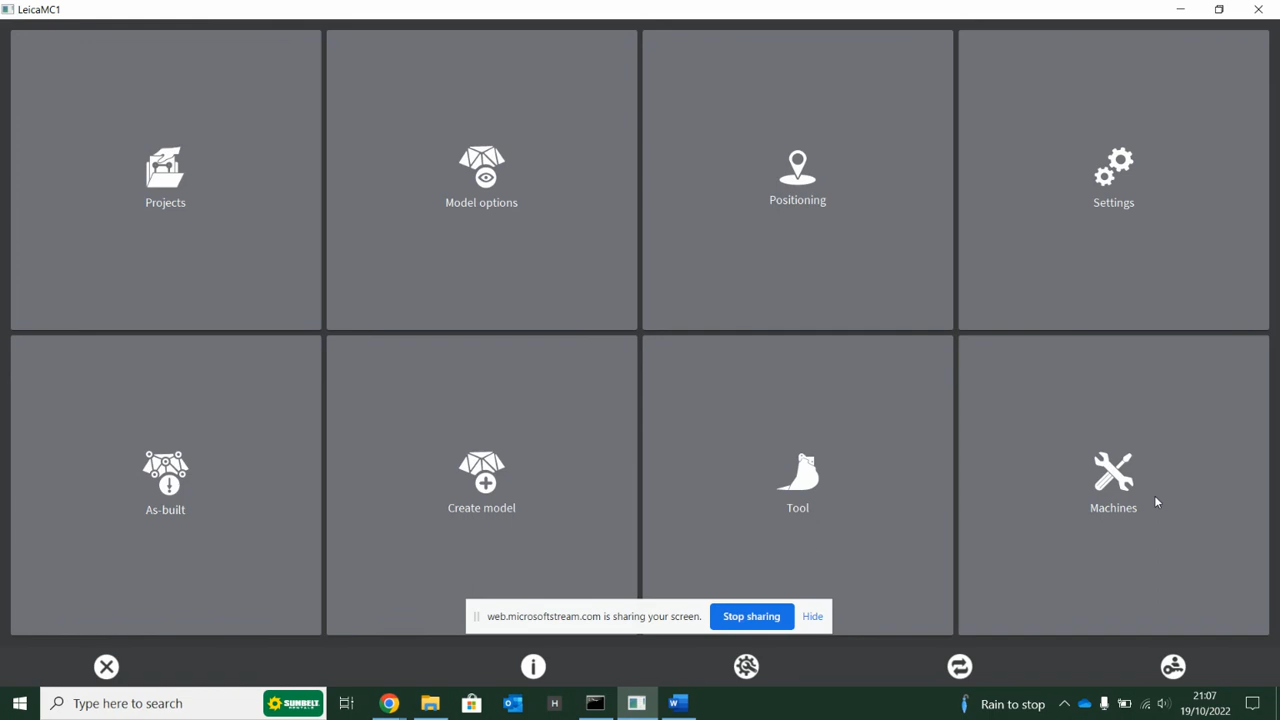 LeicaMC1
Projects
Model options
Positioning
Settings
As-built
Create model
Tool
Machines
web.microsoftstream.com is sharing your screen.
Stop sharing
Hide
Type here to search
SUNBELT
H
Rain to stop
21:07
19/10/2022